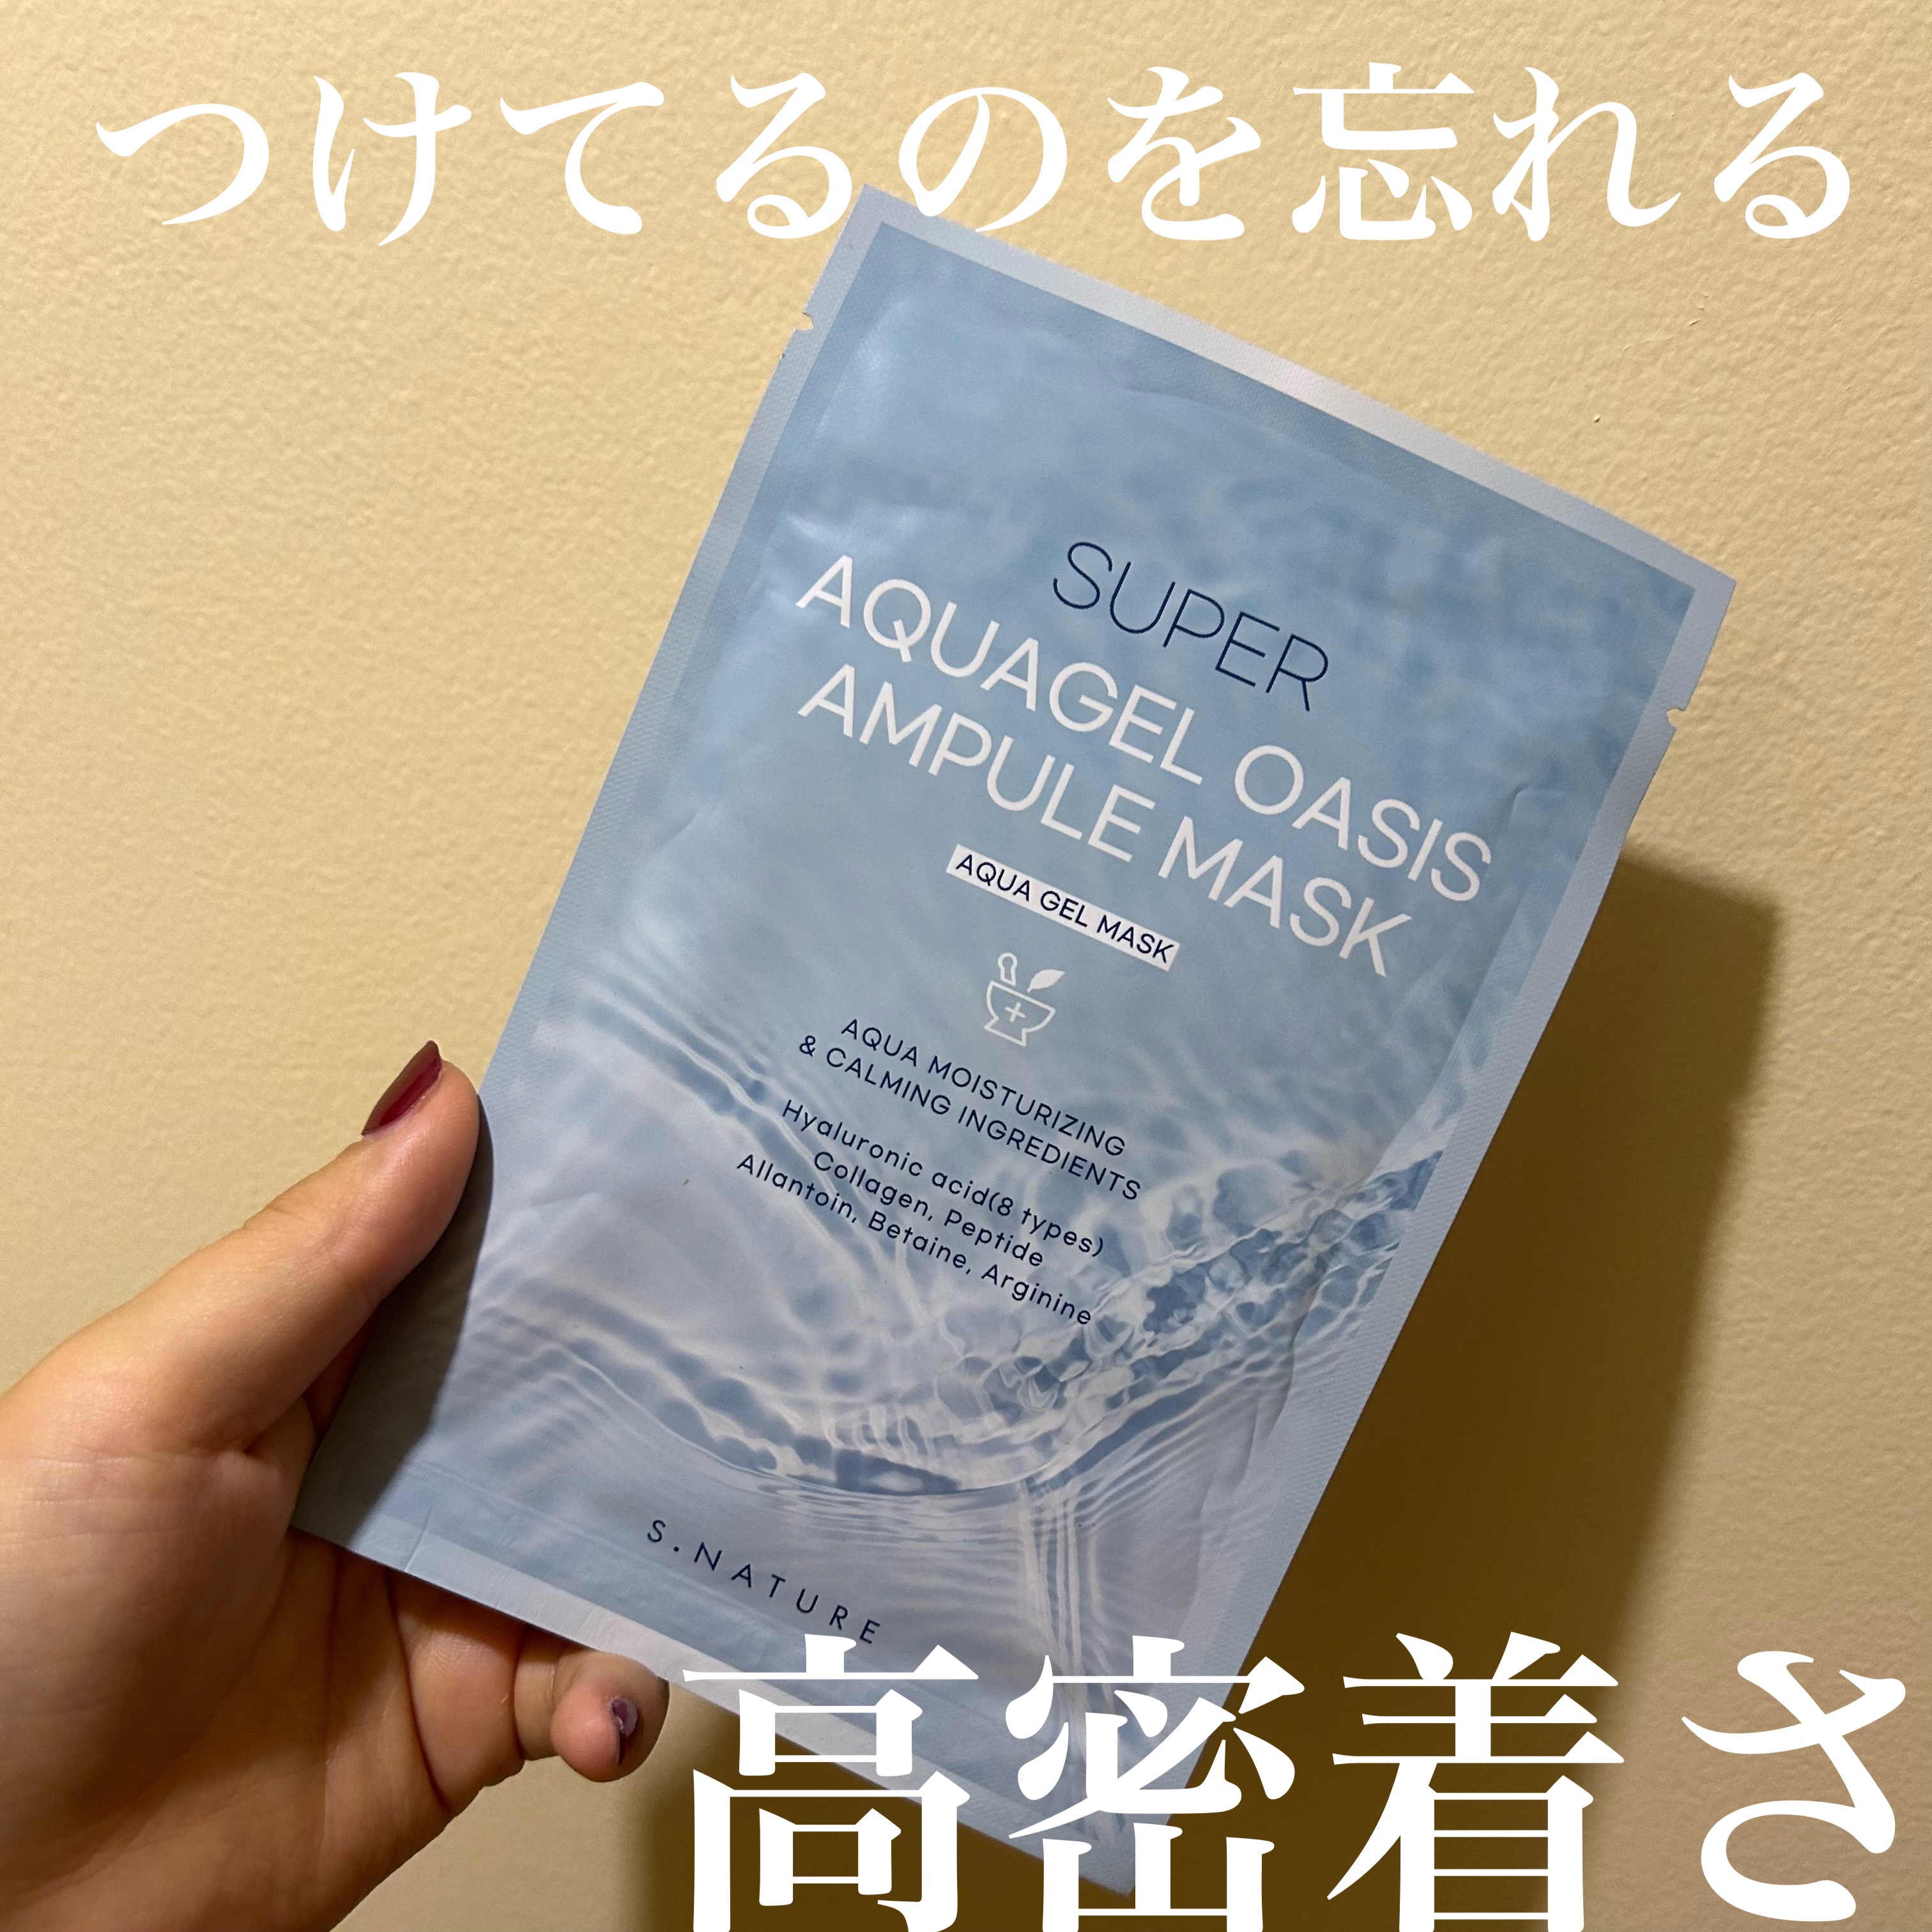 つけてるのを忘れる
SUPER
AQUAGEL OASIS
AMPULE MASK
AQUA GEL MASK
AQUA MOISTURIZING
& CALMING INGREDIENTS
Hyaluronic acid(8 types)
Collagen, Peptide
Allantoin, Betaine, Arginine
S.NATURE
高密着さ